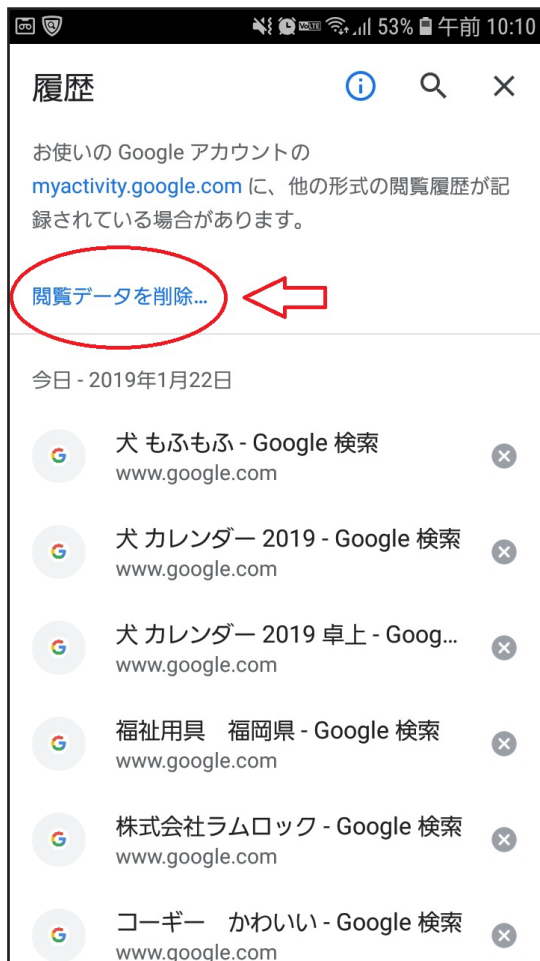 53% 午前 10:10
履歴
お使いの Google アカウントの
myactivity.google.com に、他の形式の閲覧履歴が記
録されている場合があります。
閲覧データを削除...
今日 - 2019年1月22日
犬 もふもふ - Google 検索
www.google.com
犬 カレンダー 2019 - Google 検索
www.google.com
犬 カレンダー 2019 卓上 - Goog...
www.google.com
福祉用具　福岡県 - Google 検索
www.google.com
株式会社ラムロック - Google 検索
www.google.com
コーギー　かわいい - Google 検索
www.google.com